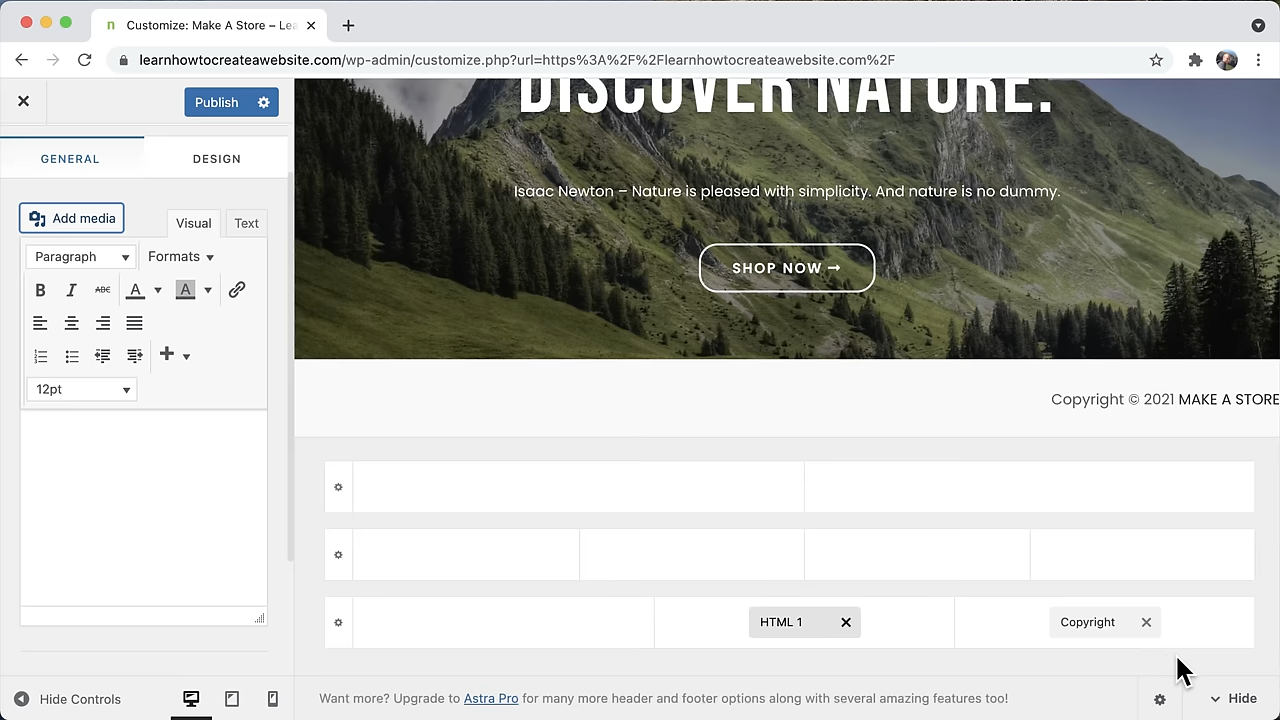 n Customize: Make A Store – Lea
learnhowtocreateawebsite.com/wp-admin/customize.php?url=https%3A%2F%2Flearnhowtocreateawebsite.com%2F
Publish
GENERAL
DESIGN
Add media
Visual
Text
Paragraph
Formats
B I ABC A A
12pt
DISCOVER NATURE.
Isaac Newton – Nature is pleased with simplicity. And nature is no dummy.
SHOP NOW →
Copyright © 2021 MAKE A STORE
HTML 1
Copyright
Hide Controls
Want more? Upgrade to Astra Pro for many more header and footer options along with several amazing features too!
Hide